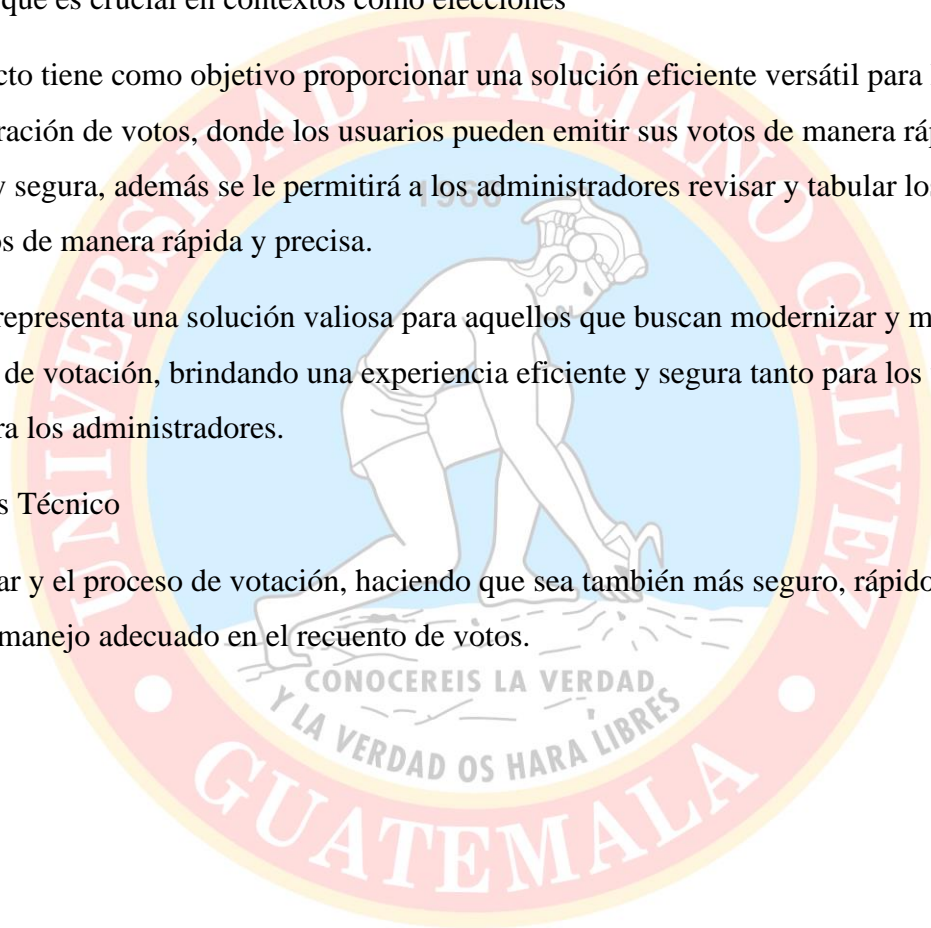 que es crucial en contextos como elecciones
cto tiene como objetivo proporcionar una solución eficiente versátil para
ración de votos, donde los usuarios pueden emitir sus votos de manera ráp
y segura, además se le permitirá a los administradores revisar y tabular lo
os de manera rápida y precisa.
representa una solución valiosa para aquellos que buscan modernizar y m
de votación, brindando una experiencia eficiente y segura tanto para los
ra los administradores.
s Técnico
ar y el proceso de votación, haciendo que sea también más seguro, rápido
manejo adecuado en el recuento de votos.
UNIVERSIDAD MARIANO GALVEZ
1966
CONOCEREIS LA VERDAD
Y LA VERDAD OS HARA LIBRES
GUATEMALA